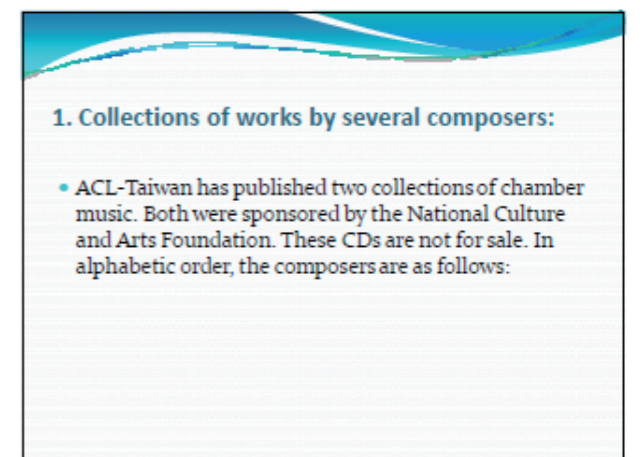 1. Collections of works by several composers:
• ACL-Taiwan has published two collections of chamber
music. Both were sponsored by the National Culture
and Arts Foundation. These CDs are not for sale. In
alphabetic order, the composers are as follows: